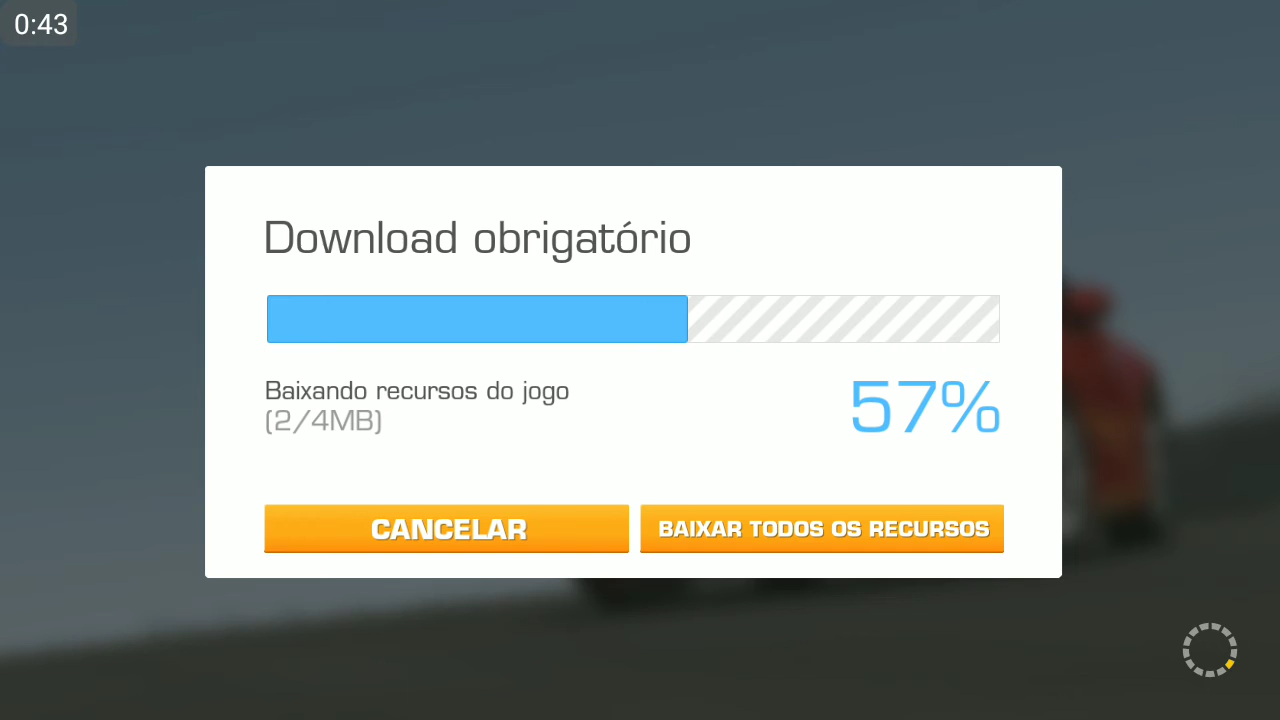 0:43
Download obrigatório
Baixando recursos do jogo
(2/4MB)
57%
CANCELAR
BAIXAR TODOS OS RECURSOS